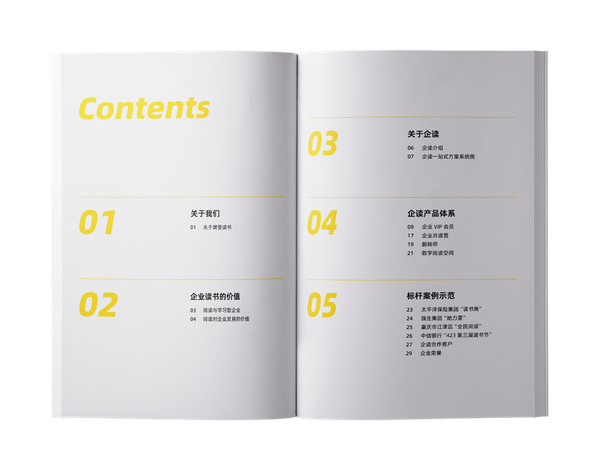 Contents
01
关于我们
01 关于樊登读书
02
企业读书的价值
03 阅读与学习型企业
04 阅读对企业发展的价值
03
关于企读
06 企读介绍
07 企读一站式方案系统图
04
企读产品体系
09 企业 VIP 会员
17 企业共读营
19 翻转师
21 数字阅读空间
05
标杆案例示范
23 太平洋保险集团“读书角”
24 强生集团“她力量”
25 重庆市江津区“全民阅读”
26 中信银行“423 第三届读书节”
27 企读合作客户
29 企业荣誉